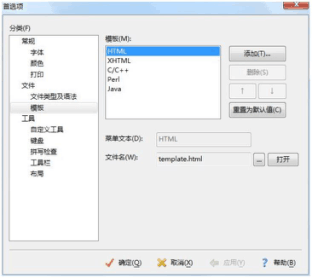 首选项
分类(F)
常规
字体
颜色
打印
文件
文件类型及语法
模板
工具
自定义工具
键盘
拼写检查
工具栏
布局
模板(M):
HTML
XHTML
C/C++
Perl
Java
添加(T)...
删除(S)
↑ ↓
重置为默认值(C)
菜单文本(D): HTML
文件名(W): template.html ... 打开
确定(O) 取消(X) 应用(Y) 帮助(B)